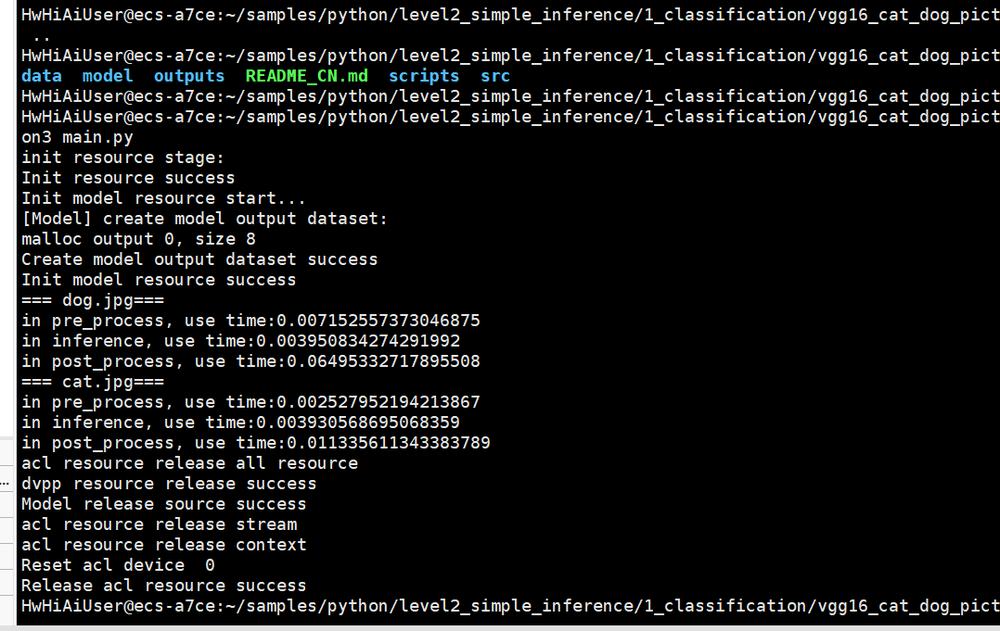 HwHiAiUser@ecs-a7ce:~/samples/python/level2_simple_inference/1_classification/vgg16_cat_dog_pict
..
HwHiAiUser@ecs-a7ce:~/samples/python/level2_simple_inference/1_classification/vgg16_cat_dog_pict
data model outputs README_CN.md scripts src
HwHiAiUser@ecs-a7ce:~/samples/python/level2_simple_inference/1_classification/vgg16_cat_dog_pict
HwHiAiUser@ecs-a7ce:~/samples/python/level2_simple_inference/1_classification/vgg16_cat_dog_pict
on3 main.py
init resource stage:
Init resource success
Init model resource start...
[Model] create model output dataset:
malloc output 0, size 8
Create model output dataset success
Init model resource success
=== dog.jpg===
in pre_process, use time:0.007152557373046875
in inference, use time:0.003950834274291992
in post_process, use time:0.06495332717895508
=== cat.jpg===
in pre_process, use time:0.002527952194213867
in inference, use time:0.003930568695068359
in post_process, use time:0.011335611343383789
acl resource release all resource
...
dvpp resource release success
Model release source success
acl resource release stream
acl resource release context
Reset acl device  0
Release acl resource success
HwHiAiUser@ecs-a7ce:~/samples/python/level2_simple_inference/1_classification/vgg16_cat_dog_pict